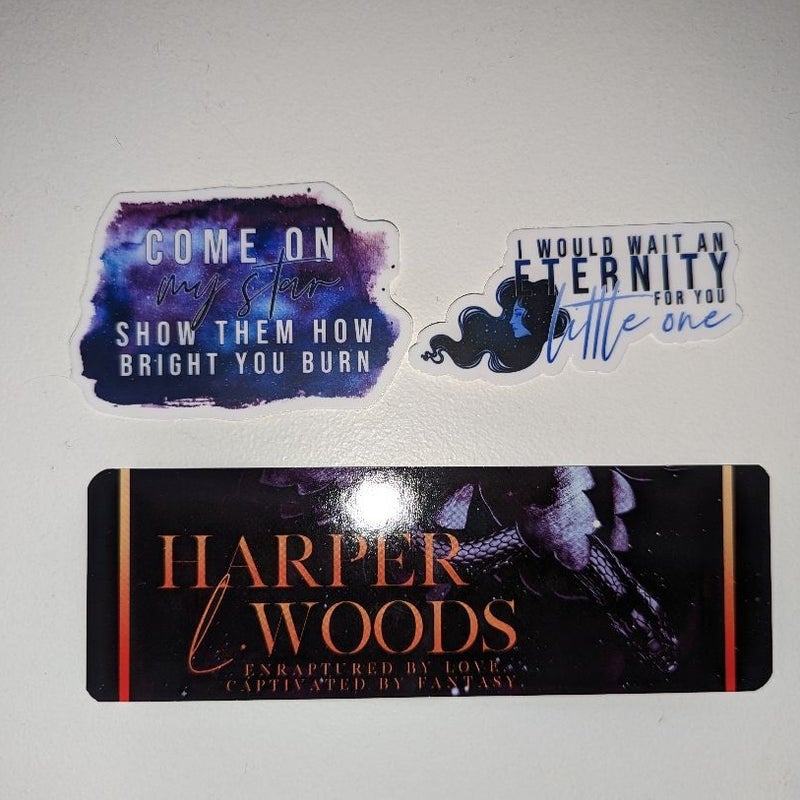 COME ON
my star
SHOW THEM HOW
BRIGHT YOU BURN
I WOULD WAIT AN
ETERNITY
FOR YOU
little one
HARPER
L. WOODS
ENRAPTURED BY LOVE.
CAPTIVATED BY FANTASY.